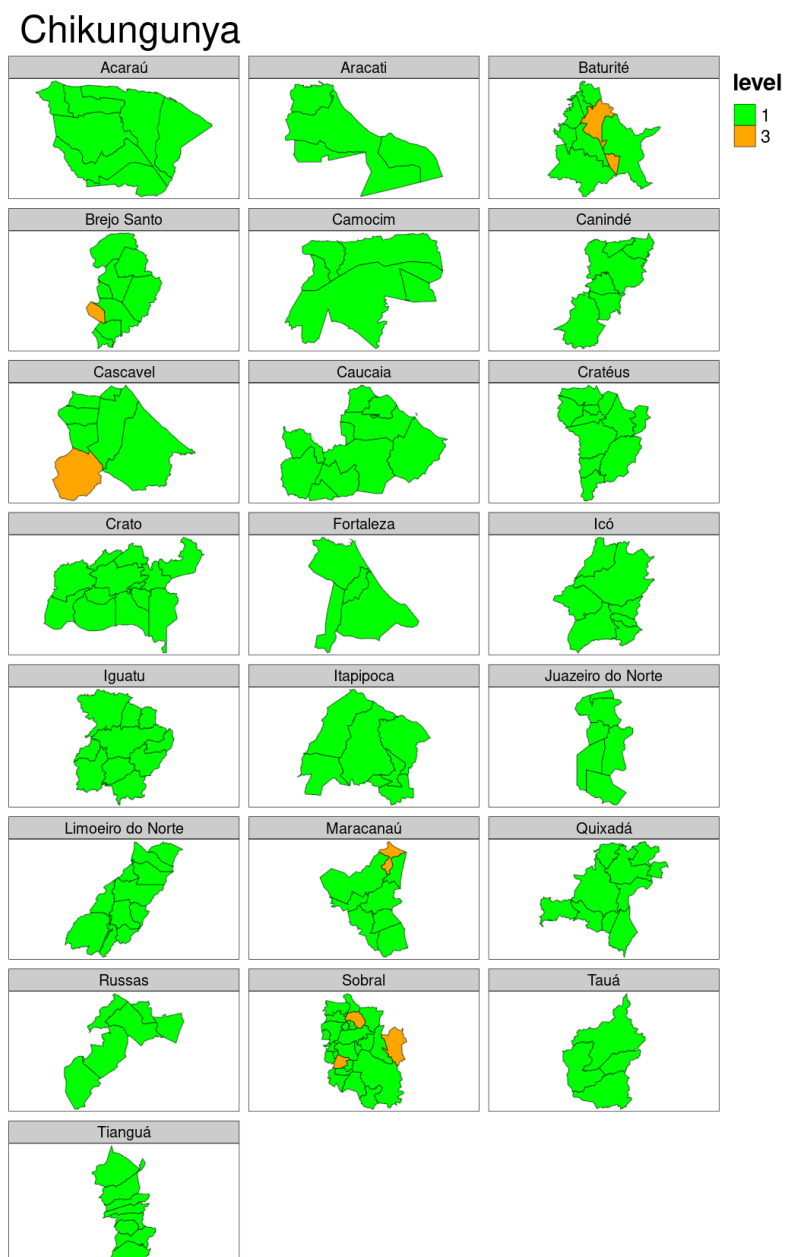 Chikungunya
Acaraú
Aracati
Baturité
level
1
3
Brejo Santo
Camocim
Canindé
Cascavel
Caucaia
Cratéus
Crato
Fortaleza
Icó
Iguatu
Itapipoca
Juazeiro do Norte
Limoeiro do Norte
Maracanaú
Quixadá
Russas
Sobral
Tauá
Tianguá